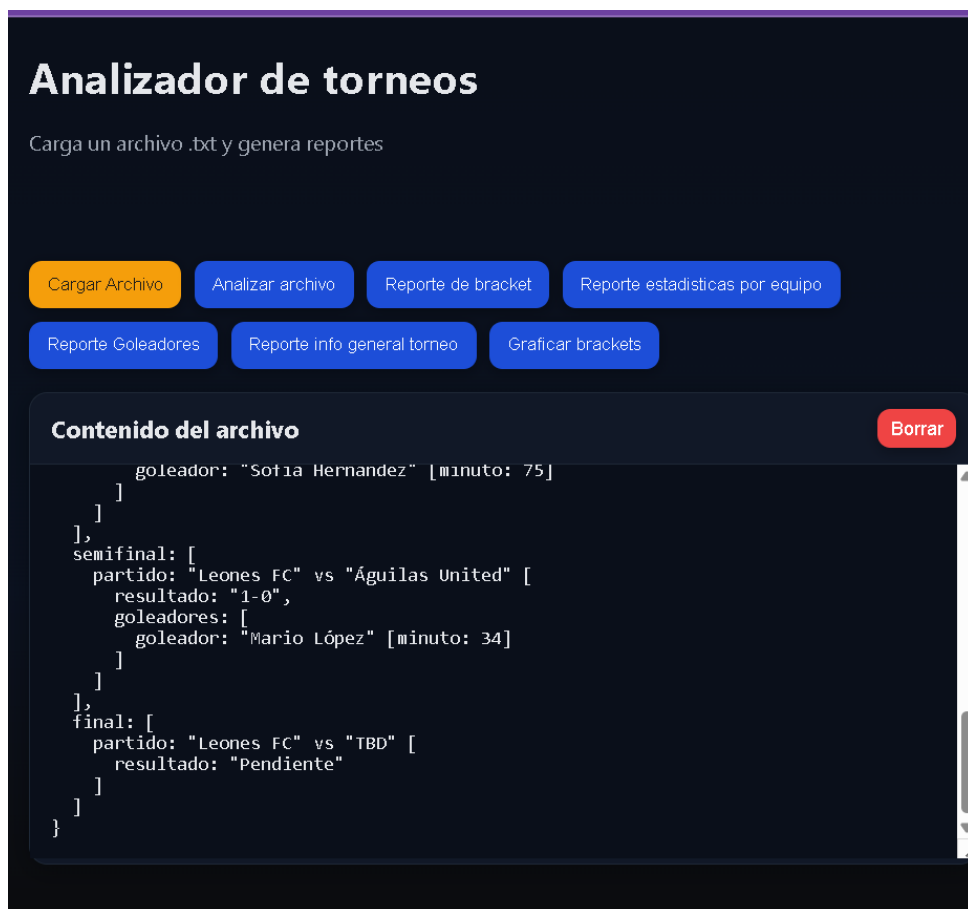 Analizador de torneos
Carga un archivo .txt y genera reportes
Cargar Archivo
Analizar archivo
Reporte de bracket
Reporte estadisticas por equipo
Reporte Goleadores
Reporte info general torneo
Graficar brackets
Contenido del archivo
Borrar
goleador: "Sofia Hernandez" [minuto: 75]
]
]
],
semifinal: [
partido: "Leones FC" vs "Águilas United" [
resultado: "1-0",
goleadores: [
goleador: "Mario López" [minuto: 34]
]
]
],
final: [
partido: "Leones FC" vs "TBD" [
resultado: "Pendiente"
]
]
}